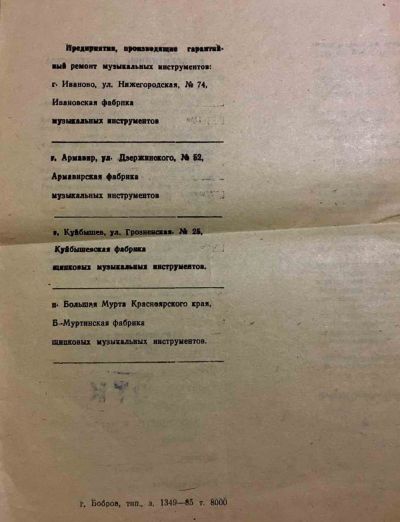 Предприятия, производящие гарантий-
ный ремонт музыкальных инструментов:
г. Иваново, ул. Нижегородская, № 74,
Ивановская фабрика
музыкальных инструментов
г. Армавир, ул. Дзержинского, № 52,
Армавирская фабрика
музыкальных инструментов
г. Куйбышев, ул. Грозненская. № 25,
Куйбышевская фабрика
щипковых музыкальных инструментов.
п. Большая Мурта Красноярского края,
Б-Муртинская фабрика
щипковых музыкальных инструментов.
г. Бобров, тип., з. 1349—85 т. 8000